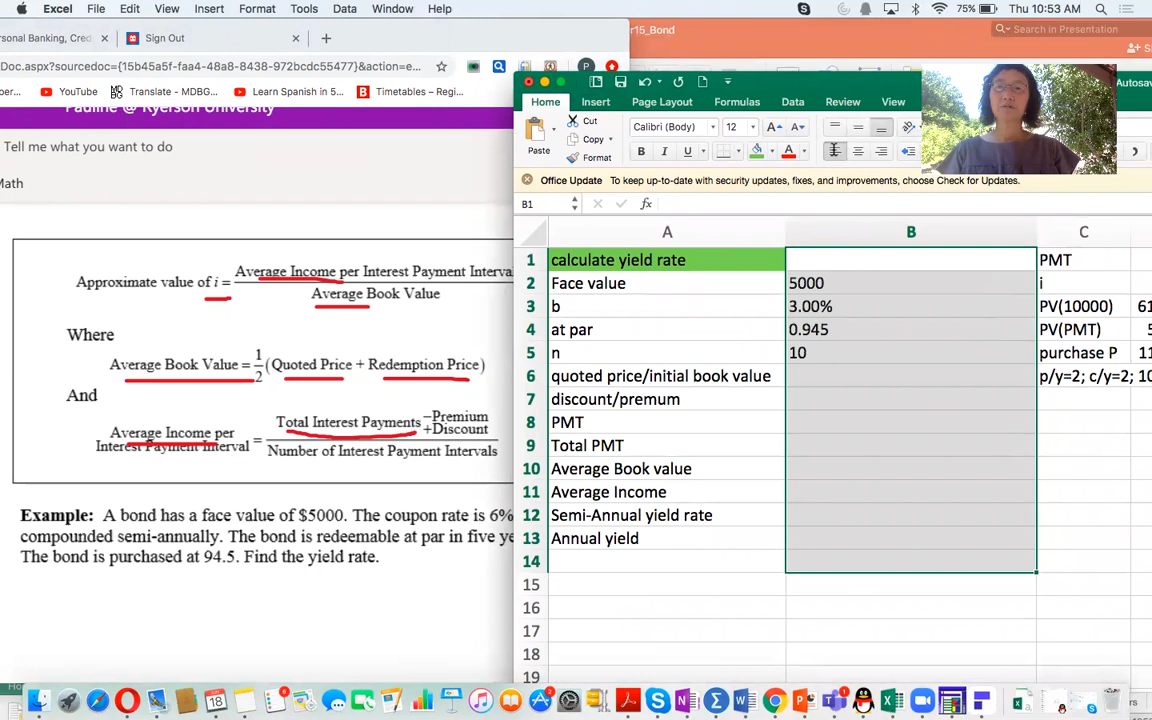 Excel File Edit View Insert Format Tools Data Window Help 75% Thu 10:53 AM
rsonal Banking, Cred
Sign Out
r15_Bond
Search in Presentation
Doc.aspx?sourcedoc={15b45a5f-faa4-48a8-8438-972bcdc55477}&action=e...
per...
YouTube
Translate - MDBG...
Learn Spanish in 5...
Timetables – Regi...
Pauline @ Ryerson University
Tell me what you want to do
Math
Home Insert Page Layout Formulas Data Review View
Autosav
Paste
Cut
Copy
Format
Calibri (Body) 12
B I U
Office Update To keep up-to-date with security updates, fixes, and improvements, choose Check for Updates.
B1 fx
A B C
1 calculate yield rate PMT
2 Face value 5000 i
3 b 3.00% PV(10000) 61
4 at par 0.945 PV(PMT) 5
5 n 10 purchase P 11
6 quoted price/initial book value p/y=2; c/y=2; 10
7 discount/premum
8 PMT
9 Total PMT
10 Average Book value
11 Average Income
12 Semi-Annual yield rate
13 Annual yield
14
15
16
17
18
19
Approximate value of i = Average Income per Interest Payment Interva
Average Book Value
Where
Average Book Value = 1/2 (Quoted Price + Redemption Price)
And
Average Income per Interest Payment Interval = Total Interest Payments −Premium +Discount
Number of Interest Payment Intervals
Example: A bond has a face value of $5000. The coupon rate is 6%
compounded semi-annually. The bond is redeemable at par in five ye
The bond is purchased at 94.5. Find the yield rate.